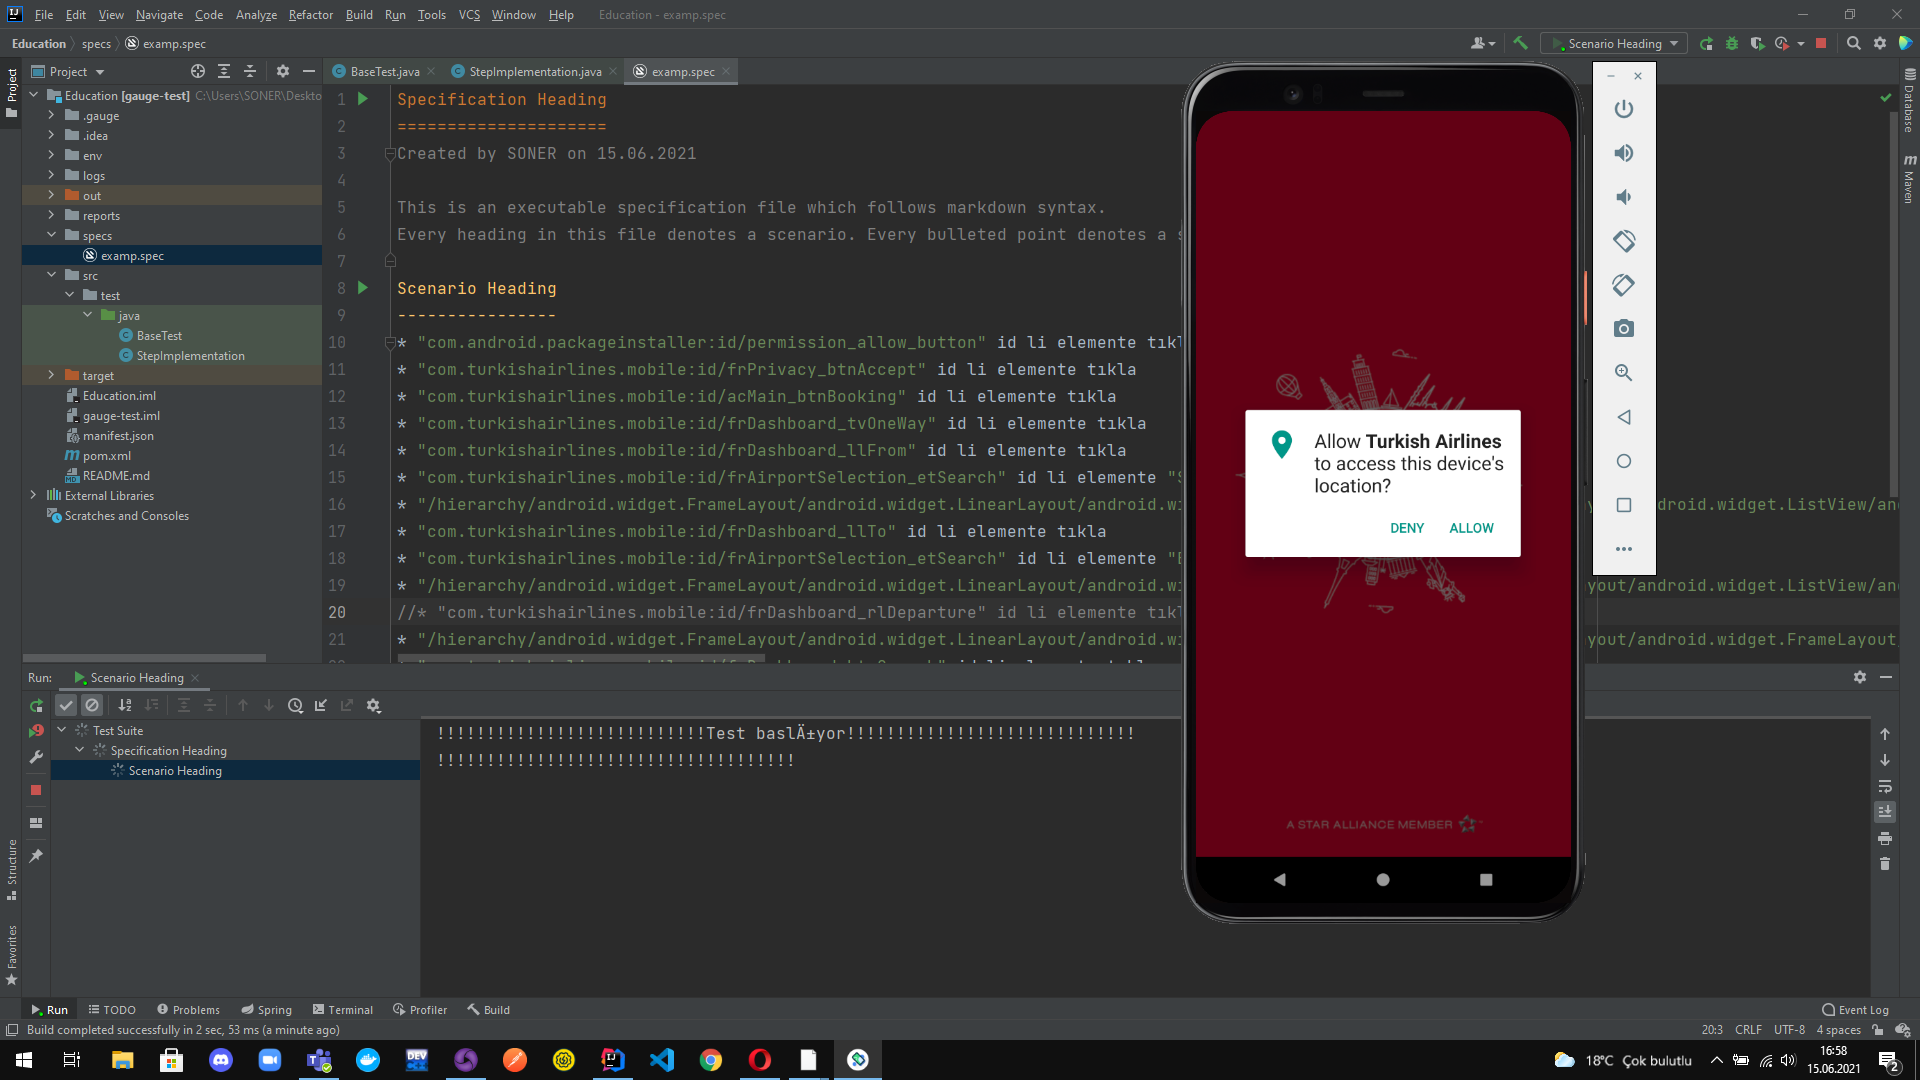 File Edit View Navigate Code Analyze Refactor Build Run Tools VCS Window Help Education - examp.spec
Education specs examp.spec Scenario Heading
Project BaseTest.java StepImplementation.java examp.spec
Project
Education [gauge-test] C:\Users\SONER\Deskto
.gauge
.idea
env
logs
out
reports
specs
examp.spec
src
test
java
BaseTest
StepImplementation
target
Education.iml
gauge-test.iml
manifest.json
pom.xml
README.md
External Libraries
Scratches and Consoles
1 Specification Heading
2 =====================
3 Created by SONER on 15.06.2021
4
5 This is an executable specification file which follows markdown syntax.
6 Every heading in this file denotes a scenario. Every bulleted point denotes a s
7
8 Scenario Heading
9 ----------------
10 * "com.android.packageinstaller:id/permission_allow_button" id li elemente tıkl
11 * "com.turkishairlines.mobile:id/frPrivacy_btnAccept" id li elemente tıkla
12 * "com.turkishairlines.mobile:id/acMain_btnBooking" id li elemente tıkla
13 * "com.turkishairlines.mobile:id/frDashboard_tvOneWay" id li elemente tıkla
14 * "com.turkishairlines.mobile:id/frDashboard_llFrom" id li elemente tıkla
15 * "com.turkishairlines.mobile:id/frAirportSelection_etSearch" id li elemente "S
16 * "/hierarchy/android.widget.FrameLayout/android.widget.LinearLayout/android.wi y/android.widget.ListView/an
17 * "com.turkishairlines.mobile:id/frDashboard_llTo" id li elemente tıkla
18 * "com.turkishairlines.mobile:id/frAirportSelection_etSearch" id li elemente "E
19 * "/hierarchy/android.widget.FrameLayout/android.widget.LinearLayout/android.wi yout/android.widget.ListView/an
20 //* "com.turkishairlines.mobile:id/frDashboard_rlDeparture" id li elemente tıkl
21 * "/hierarchy/android.widget.FrameLayout/android.widget.LinearLayout/android.wi yout/android.widget.FrameLayout
Allow Turkish Airlines
to access this device's
location?
DENY ALLOW
A STAR ALLIANCE MEMBER
Database
Maven
Run: Scenario Heading
Test Suite
Specification Heading
Scenario Heading
!!!!!!!!!!!!!!!!!!!!!!!!!!!Test baslÄ±yor!!!!!!!!!!!!!!!!!!!!!!!!!!!!!
!!!!!!!!!!!!!!!!!!!!!!!!!!!!!!!!!!!!
Structure
Favorites
Run TODO Problems Spring Terminal Profiler Build Event Log
Build completed successfully in 2 sec, 53 ms (a minute ago) 20:3 CRLF UTF-8 4 spaces
18°C Çok bulutlu 16:58
15.06.2021 2